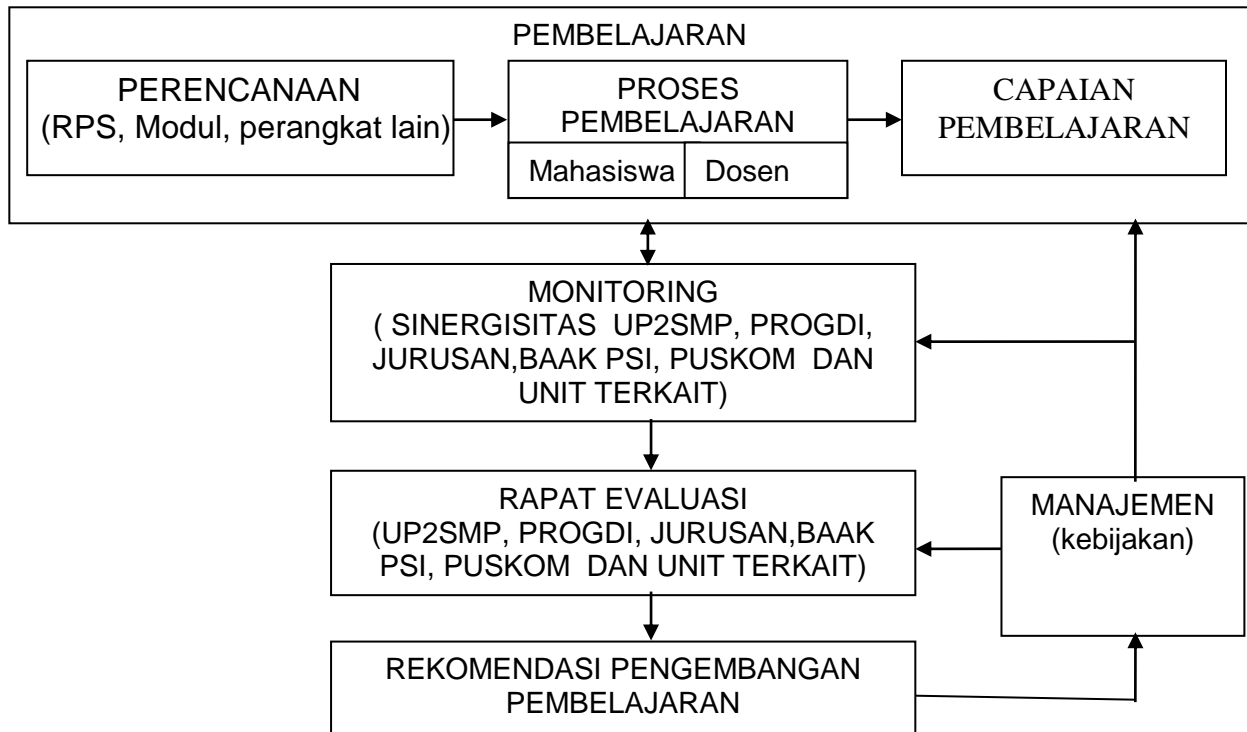 PEMBELAJARAN
PERENCANAAN
(RPS, Modul, perangkat lain)
PROSES
PEMBELAJARAN
Mahasiswa
Dosen
CAPAIAN
PEMBELAJARAN
MONITORING
( SINERGISITAS UP2SMP, PROGDI,
JURUSAN,BAAK PSI, PUSKOM DAN
UNIT TERKAIT)
RAPAT EVALUASI
(UP2SMP, PROGDI, JURUSAN,BAAK
PSI, PUSKOM DAN UNIT TERKAIT)
MANAJEMEN
(kebijakan)
REKOMENDASI PENGEMBANGAN
PEMBELAJARAN